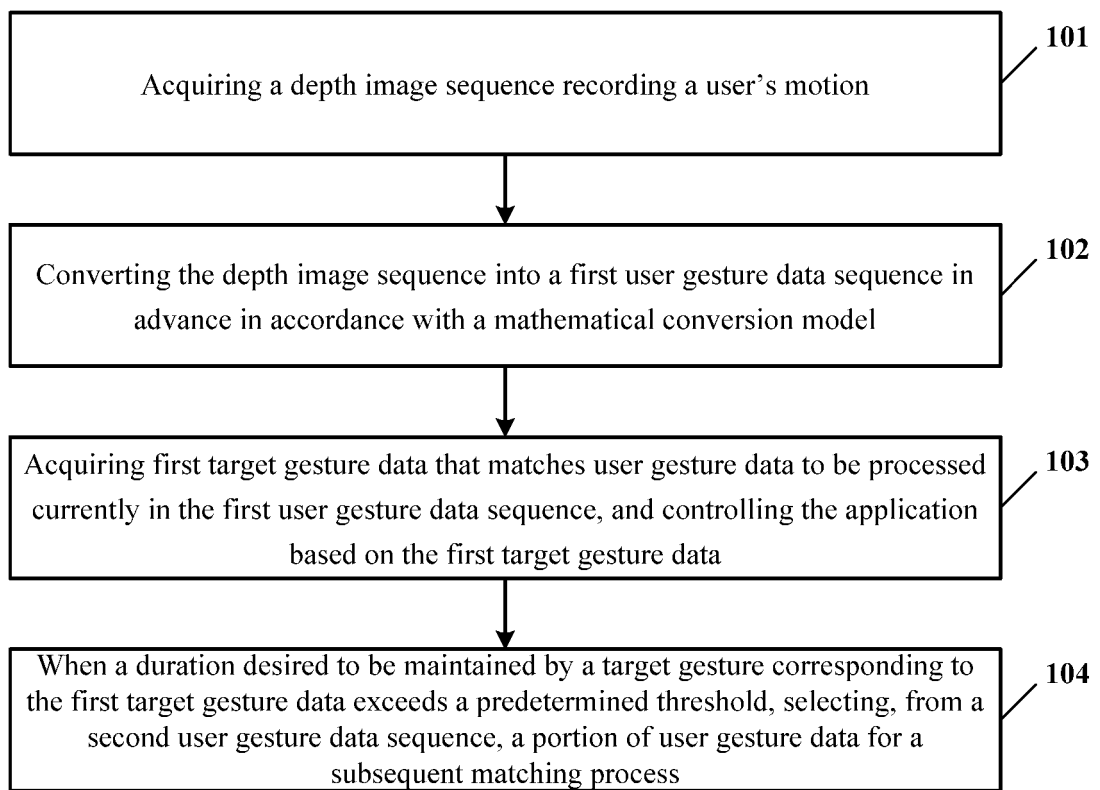 101
Acquiring a depth image sequence recording a user's motion
102
Converting the depth image sequence into a first user gesture data sequence in
advance in accordance with a mathematical conversion model
103
Acquiring first target gesture data that matches user gesture data to be processed
currently in the first user gesture data sequence, and controlling the application
based on the first target gesture data
104
When a duration desired to be maintained by a target gesture corresponding to
the first target gesture data exceeds a predetermined threshold, selecting, from a
second user gesture data sequence, a portion of user gesture data for a
subsequent matching process